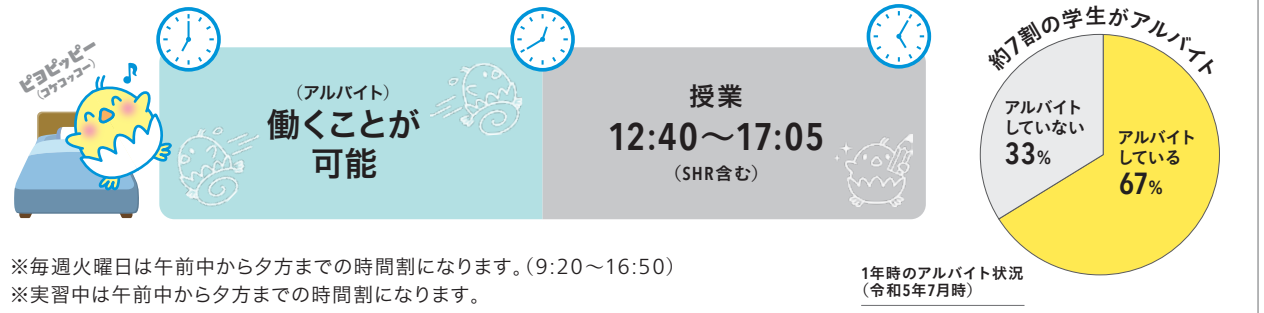 ピヨピッピー
(コケコッコー)
(アルバイト)
働くことが
可能
授業
12:40〜17:05
(SHR含む)
約7割の学生がアルバイト
アルバイト
していない
33%
アルバイト
している
67%
※毎週火曜日は午前中から夕方までの時間割になります。(9:20〜16:50)
※実習中は午前中から夕方までの時間割になります。
1年時のアルバイト状況
(令和5年7月時)